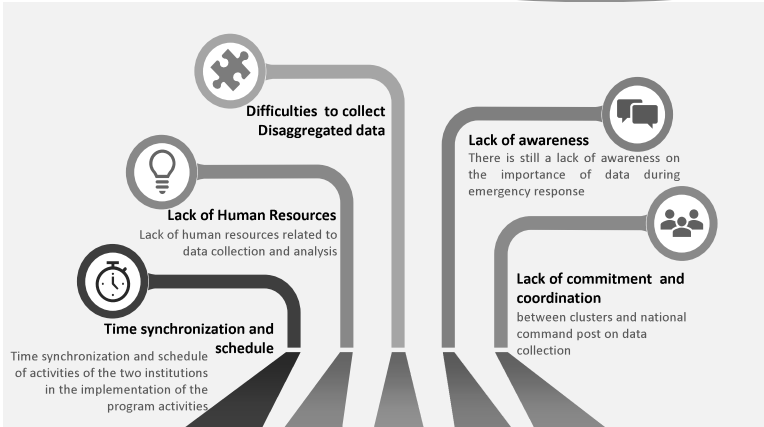 Difficulties to collect
Disaggregated data
Lack of Human Resources
Lack of human resources related to
data collection and analysis
Time synchronization and
schedule
Time synchronization and schedule
of activities of the two institutions
in the implementation of the
program activities
Lack of awareness
There is still a lack of awareness on
the importance of data during
emergency response
Lack of commitment and
coordination
between clusters and national
command post on data
collection